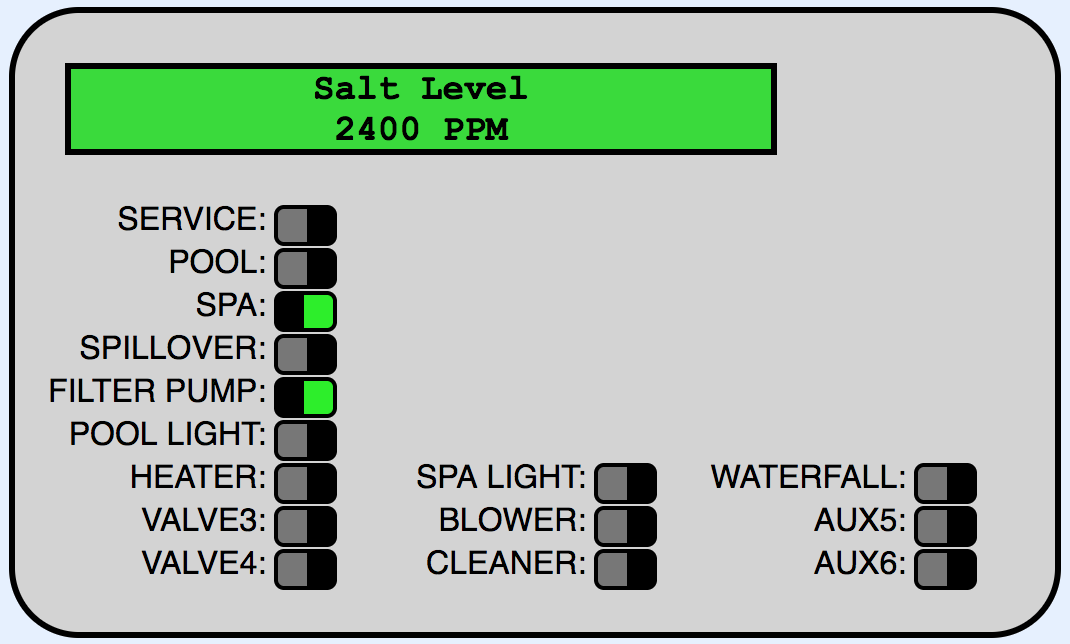 Salt Level
2400 PPM
SERVICE:
POOL:
SPA:
SPILLOVER:
FILTER PUMP:
POOL LIGHT:
HEATER: SPA LIGHT: WATERFALL:
VALVE3: BLOWER: AUX5:
VALVE4: CLEANER: AUX6: